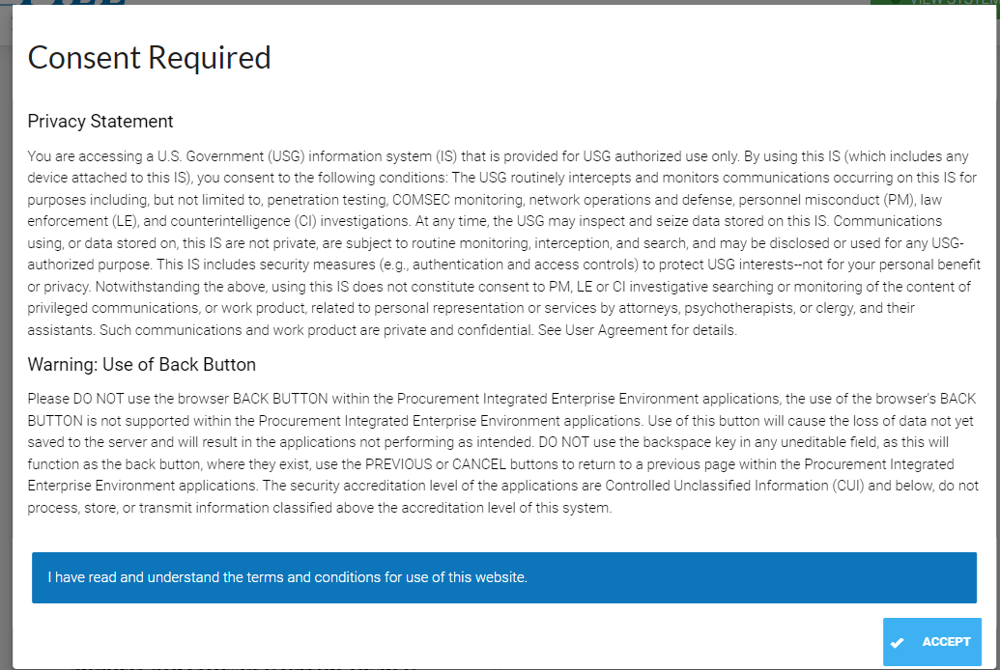 VIEW SYSTEM
Consent Required
Privacy Statement
You are accessing a U.S. Government (USG) information system (IS) that is provided for USG authorized use only. By using this IS (which includes any
device attached to this IS), you consent to the following conditions: The USG routinely intercepts and monitors communications occurring on this IS for
purposes including, but not limited to, penetration testing, COMSEC monitoring, network operations and defense, personnel misconduct (PM), law
enforcement (LE), and counterintelligence (CI) investigations. At any time, the USG may inspect and seize data stored on this IS. Communications
using, or data stored on, this IS are not private, are subject to routine monitoring, interception, and search, and may be disclosed or used for any USG-
authorized purpose. This IS includes security measures (e.g., authentication and access controls) to protect USG interests--not for your personal benefit
or privacy. Notwithstanding the above, using this IS does not constitute consent to PM, LE or CI investigative searching or monitoring of the content of
privileged communications, or work product, related to personal representation or services by attorneys, psychotherapists, or clergy, and their
assistants. Such communications and work product are private and confidential. See User Agreement for details.
Warning: Use of Back Button
Please DO NOT use the browser BACK BUTTON within the Procurement Integrated Enterprise Environment applications, the use of the browser's BACK
BUTTON is not supported within the Procurement Integrated Enterprise Environment applications. Use of this button will cause the loss of data not yet
saved to the server and will result in the applications not performing as intended. DO NOT use the backspace key in any uneditable field, as this will
function as the back button, where they exist, use the PREVIOUS or CANCEL buttons to return to a previous page within the Procurement Integrated
Enterprise Environment applications. The security accreditation level of the applications are Controlled Unclassified Information (CUI) and below, do not
process, store, or transmit information classified above the accreditation level of this system.
I have read and understand the terms and conditions for use of this website.
ACCEPT